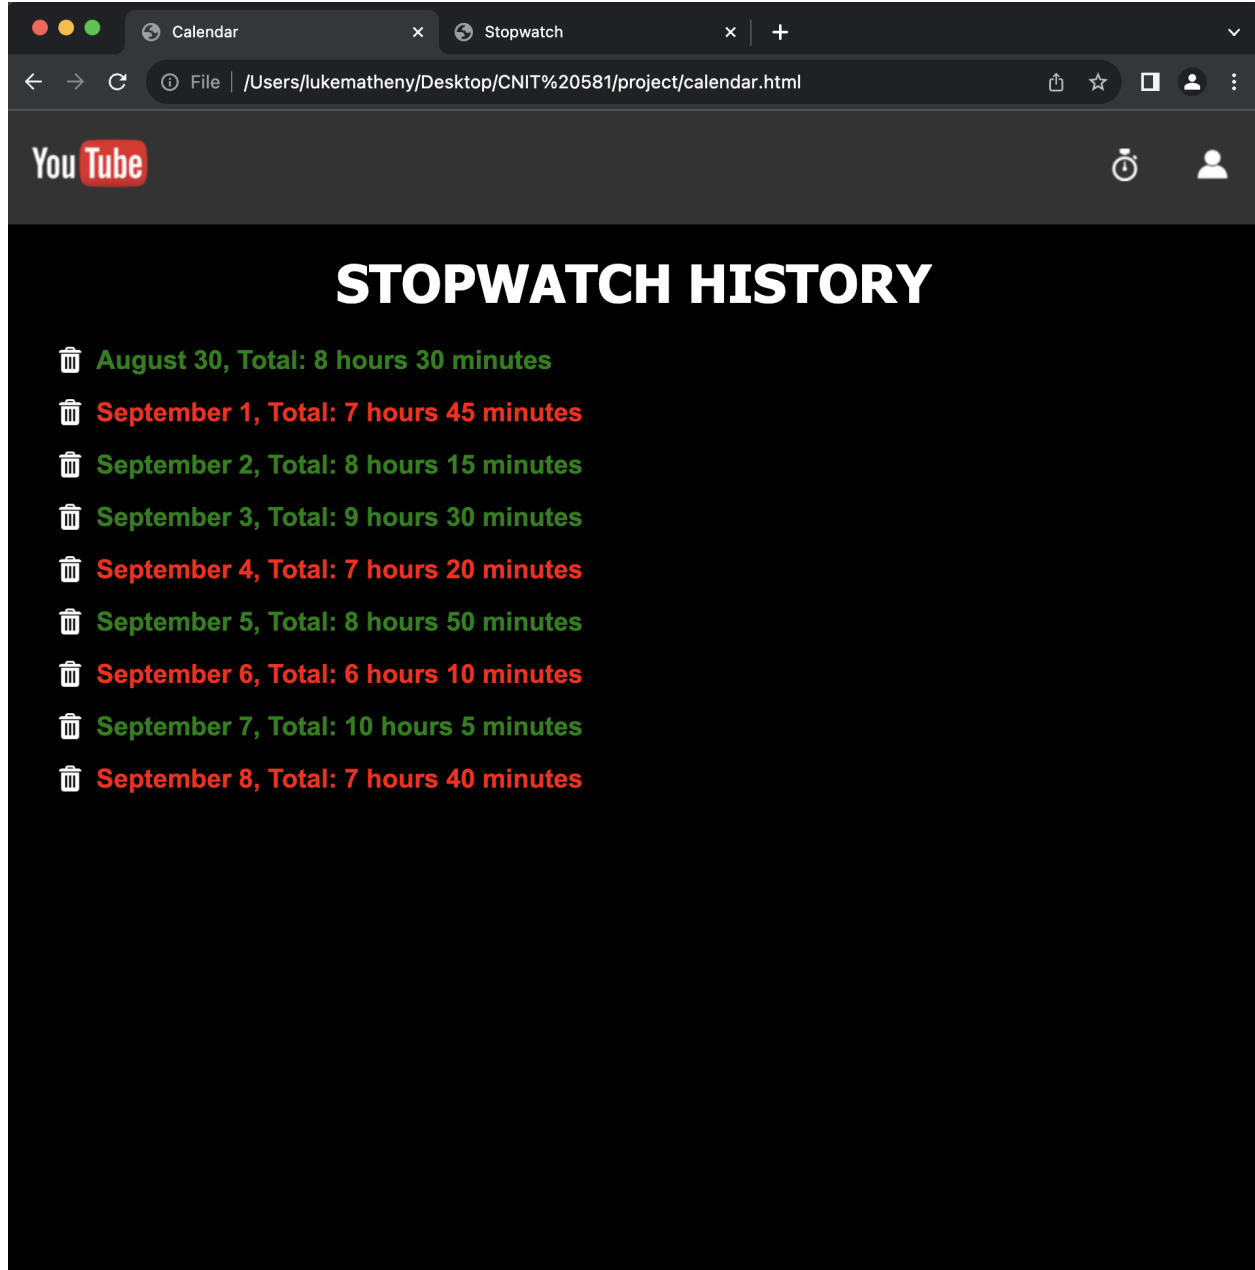 Calendar
Stopwatch
File
/Users/lukematheny/Desktop/CNIT%20581/project/calendar.html
YouTube
STOPWATCH HISTORY
August 30, Total: 8 hours 30 minutes
September 1, Total: 7 hours 45 minutes
September 2, Total: 8 hours 15 minutes
September 3, Total: 9 hours 30 minutes
September 4, Total: 7 hours 20 minutes
September 5, Total: 8 hours 50 minutes
September 6, Total: 6 hours 10 minutes
September 7, Total: 10 hours 5 minutes
September 8, Total: 7 hours 40 minutes